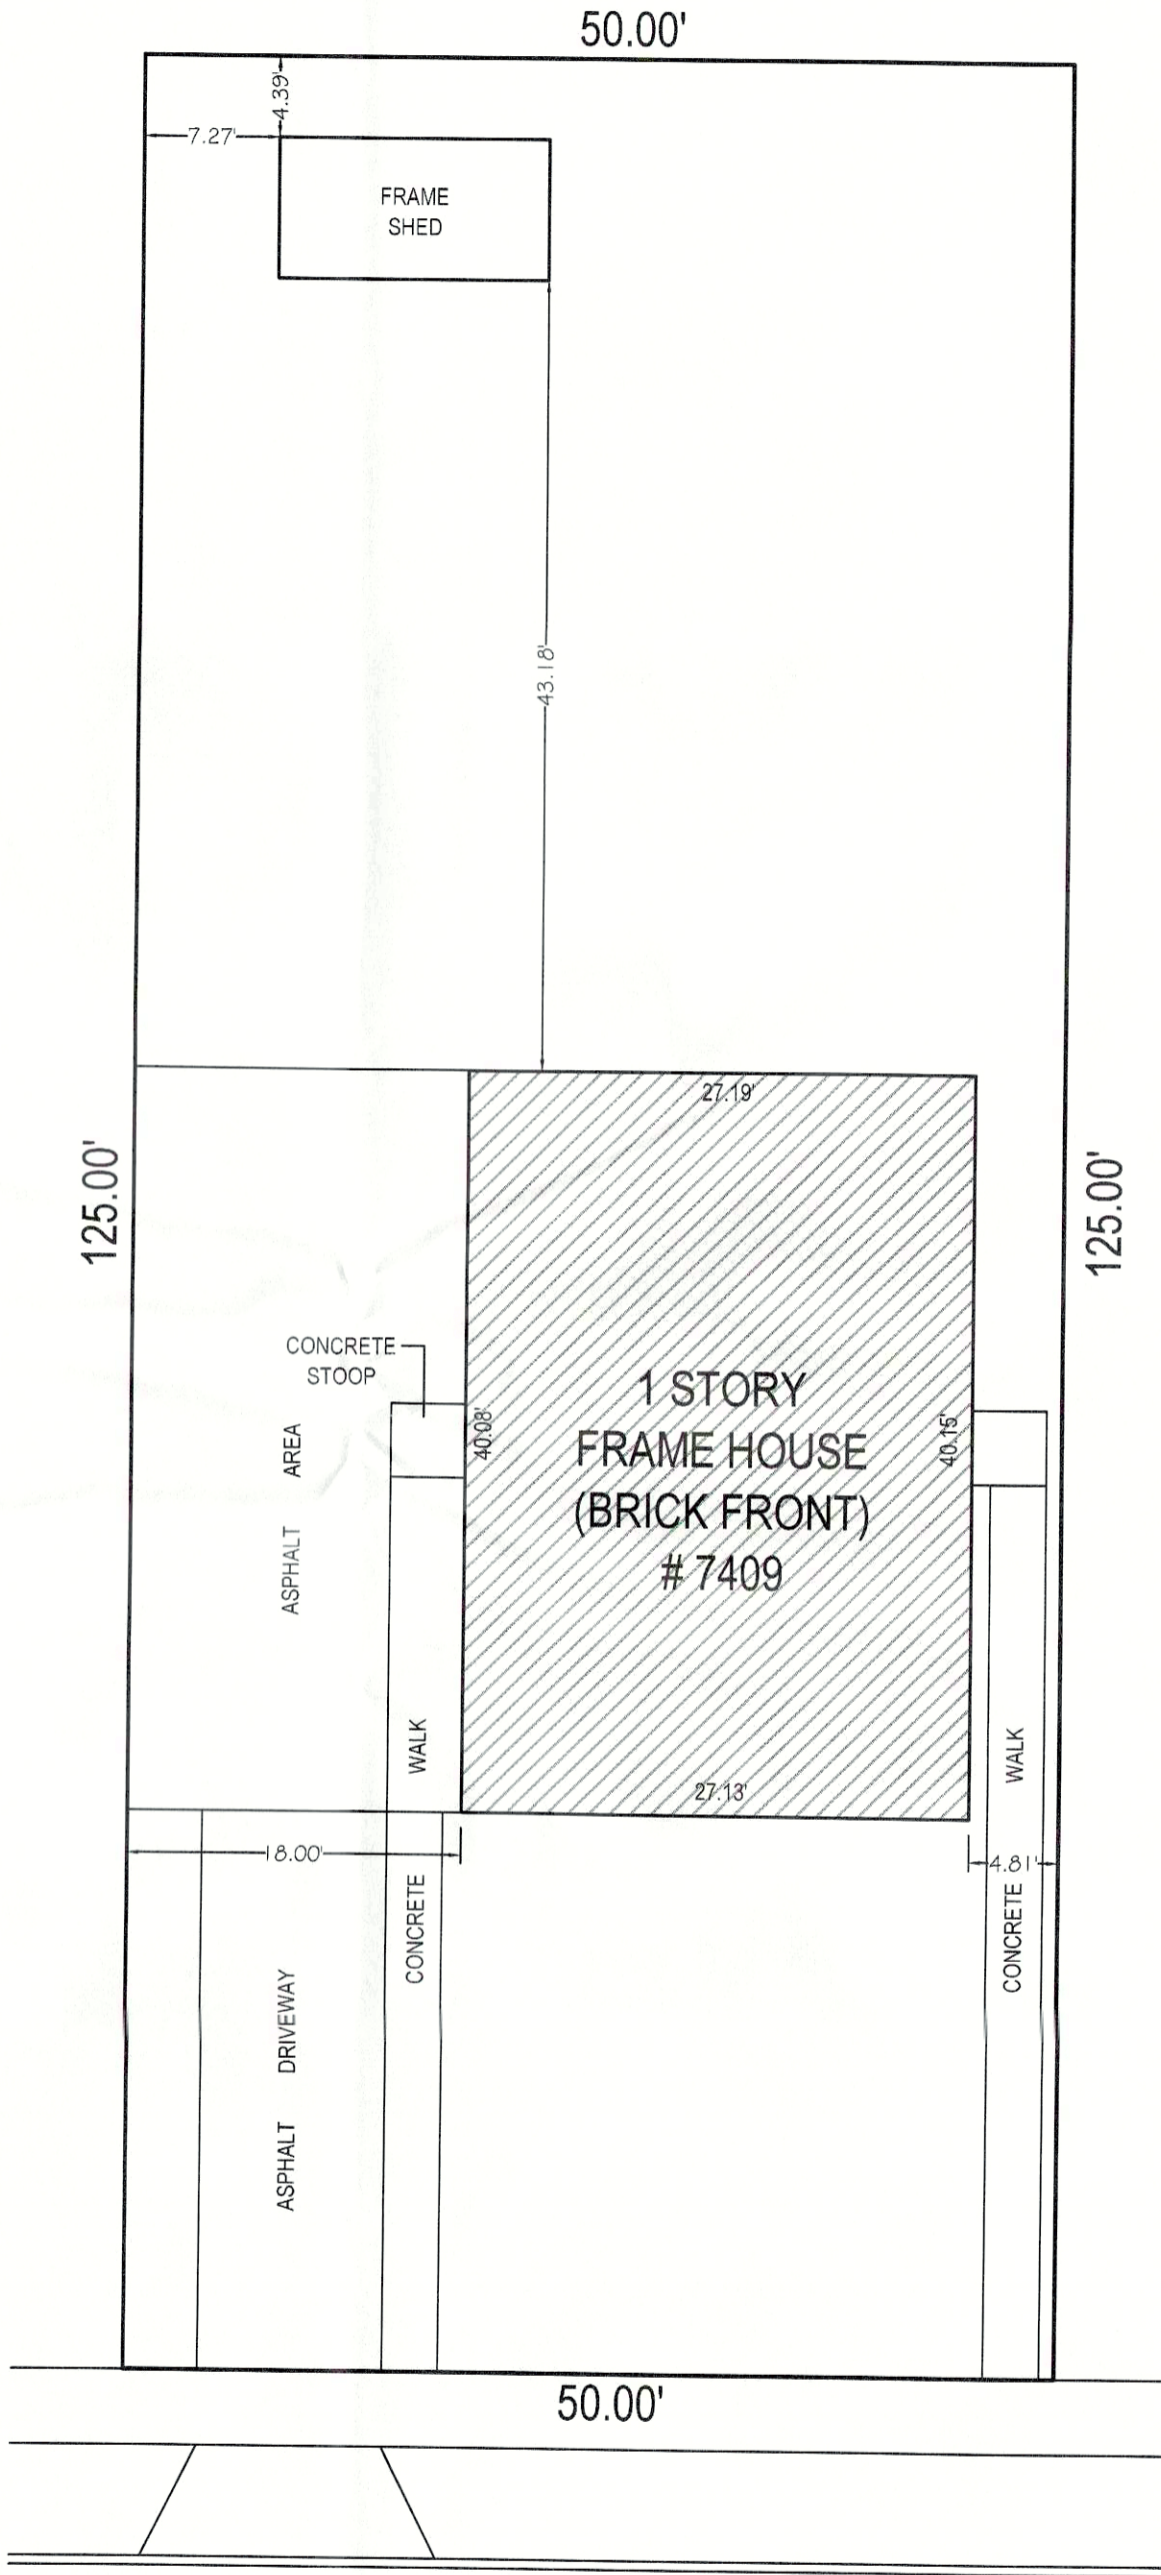 50.00'
4.39'
7.27'
FRAME
SHED
43.18'
27.19'
125.00'
125.00'
CONCRETE
STOOP
1 STORY
FRAME HOUSE
(BRICK FRONT)
# 7409
40.08'
40.15'
ASPHALT AREA
27.13'
CONCRETE WALK
CONCRETE WALK
18.00'
4.81'
ASPHALT DRIVEWAY
50.00'